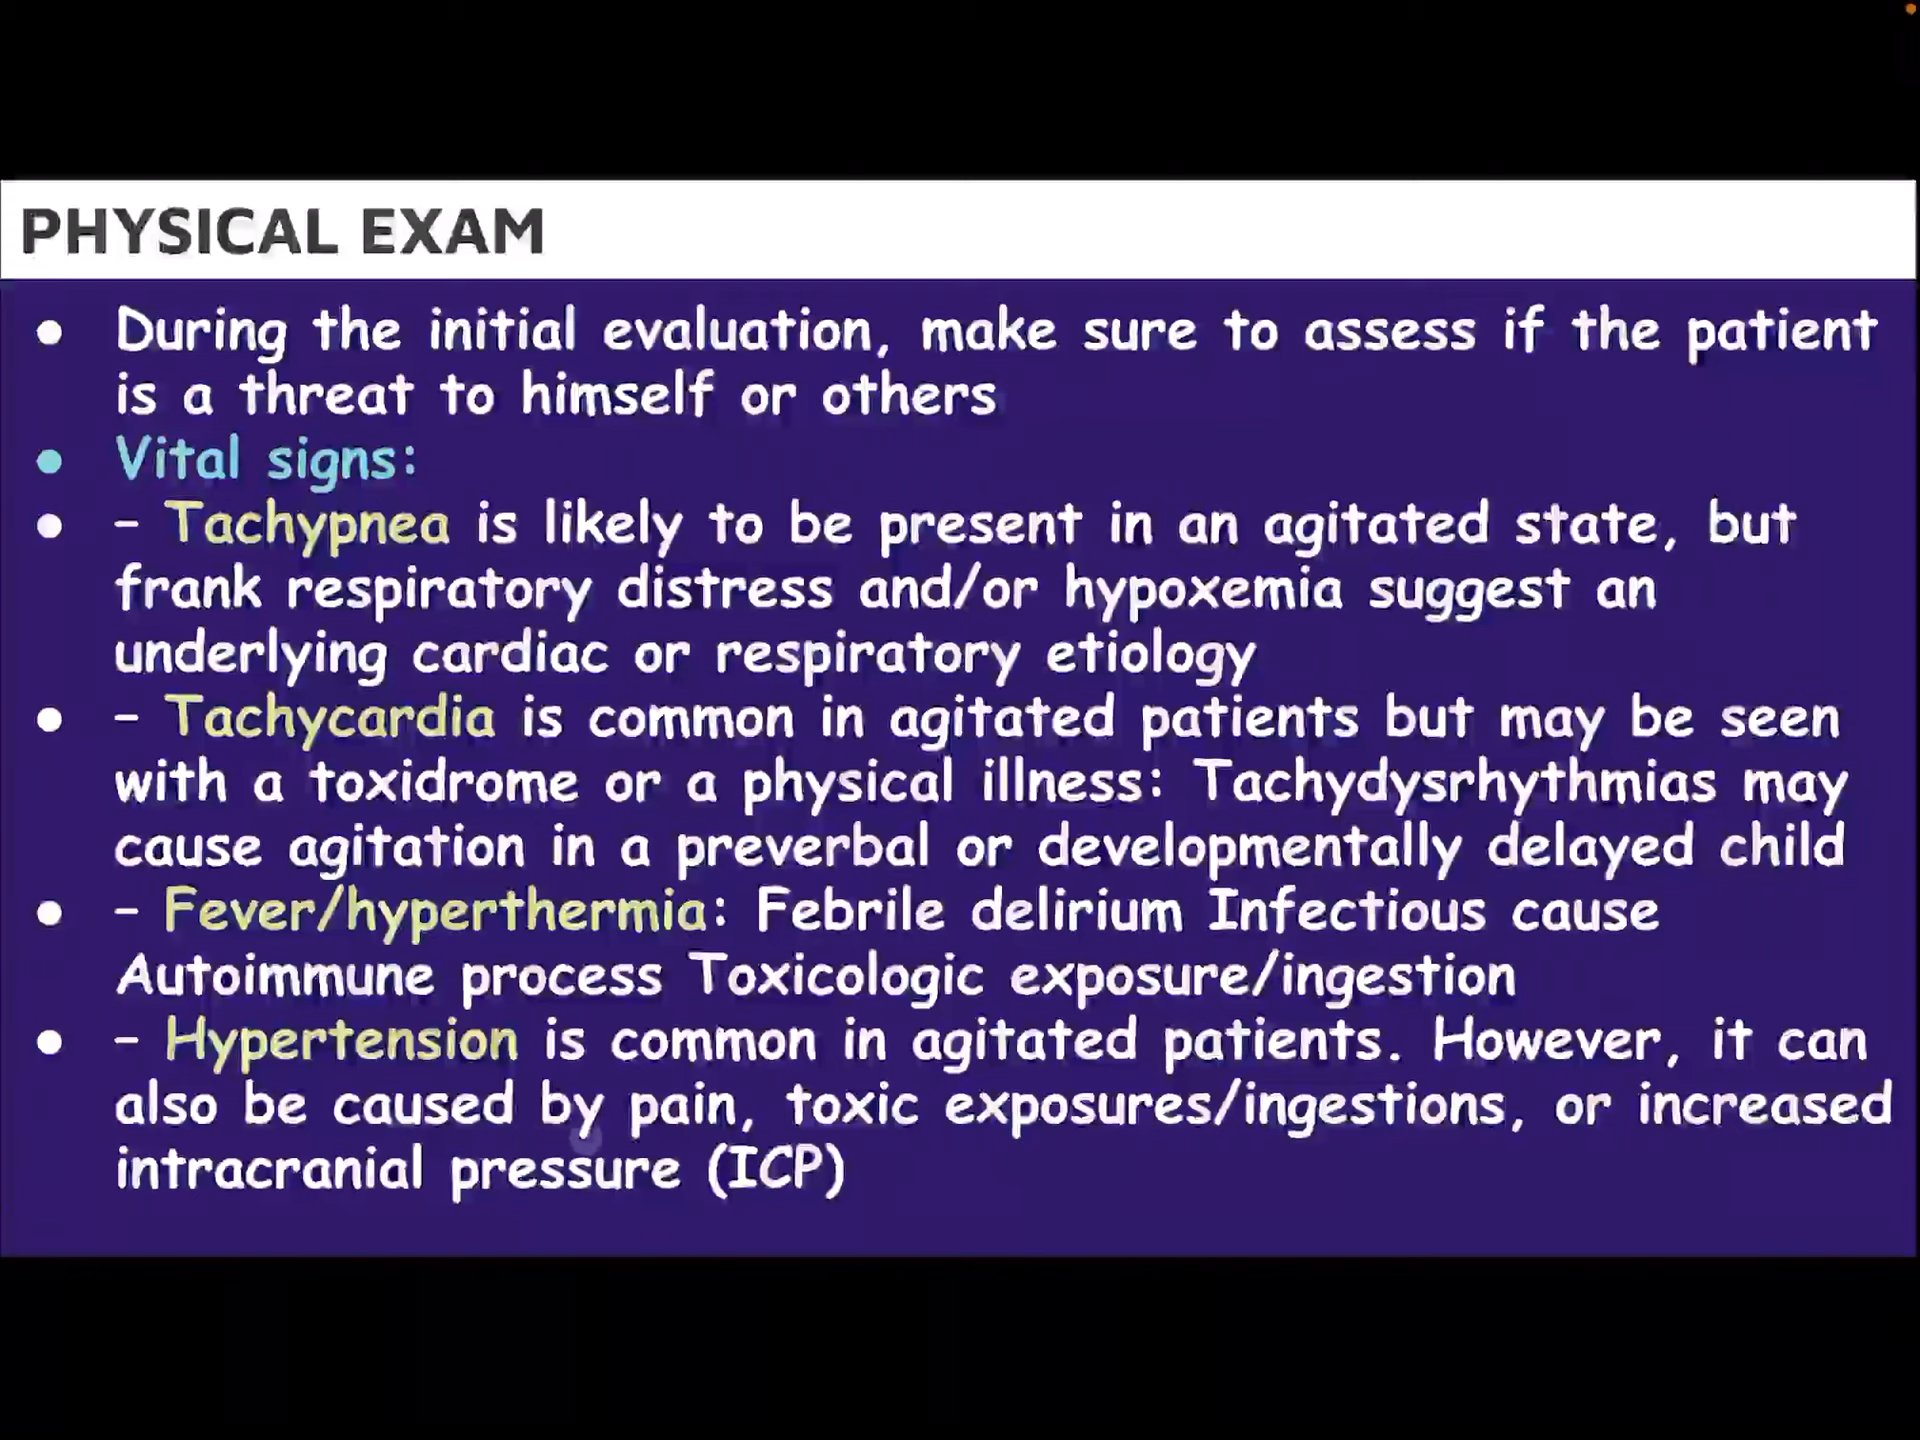 PHYSICAL EXAM
● During the initial evaluation, make sure to assess if the patient
is a threat to himself or others
● Vital signs:
● – Tachypnea is likely to be present in an agitated state, but
frank respiratory distress and/or hypoxemia suggest an
underlying cardiac or respiratory etiology
● – Tachycardia is common in agitated patients but may be seen
with a toxidrome or a physical illness: Tachydysrhythmias may
cause agitation in a preverbal or developmentally delayed child
● – Fever/hyperthermia: Febrile delirium Infectious cause
Autoimmune process Toxicologic exposure/ingestion
● – Hypertension is common in agitated patients. However, it can
also be caused by pain, toxic exposures/ingestions, or increased
intracranial pressure (ICP)